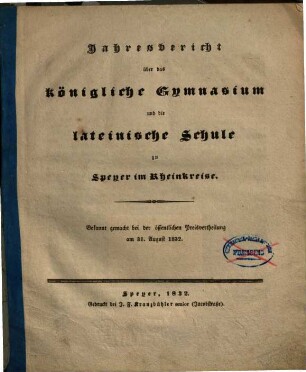 Jahresbericht
über das
königliche Gymnasium
und die
lateinische Schule
zu
Speyer im Rheinkreise.
Bekannt gemacht bei der öffentlichen Preisvertheilung
am 31. August 1832.
Speyer, 1832.
Gedruckt bei J. F. Kranzbühler senior